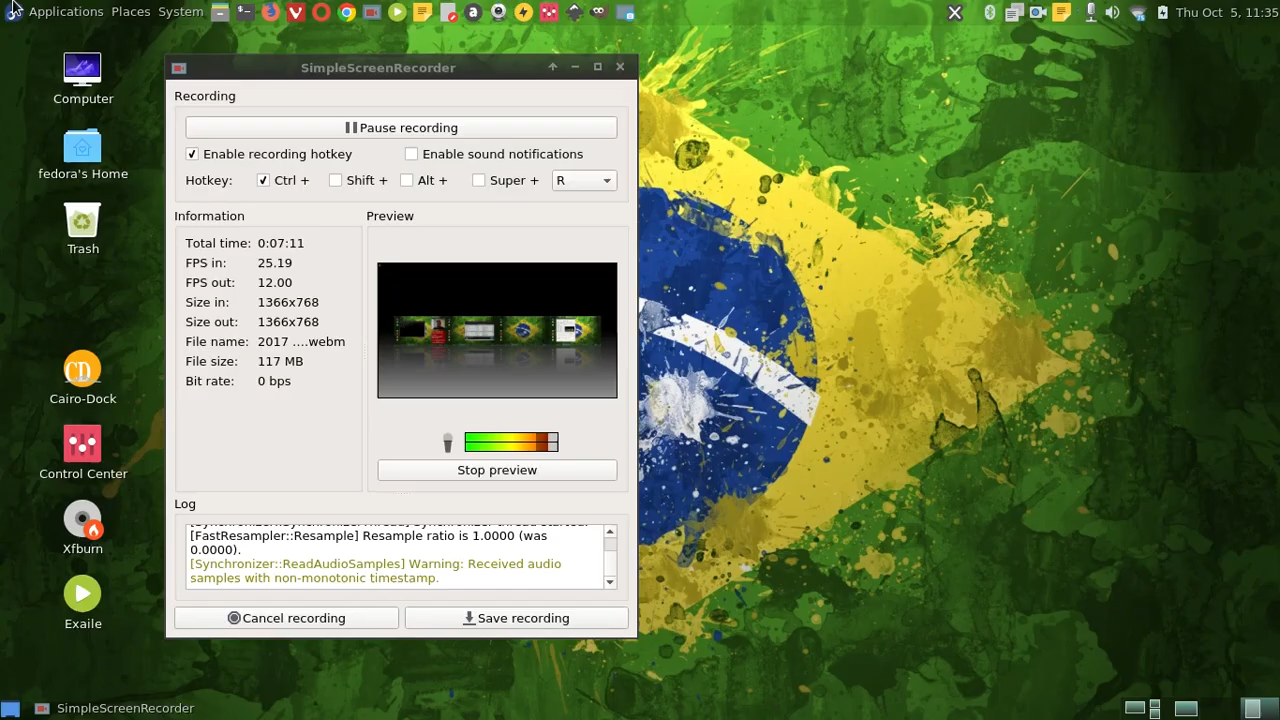 Applications Places System
Thu Oct 5, 11:35
Computer
fedora's Home
Trash
Cairo-Dock
Control Center
Xfburn
Exaile
SimpleScreenRecorder
Recording
Pause recording
Enable recording hotkey Enable sound notifications
Hotkey: Ctrl + Shift + Alt + Super + R
Information
Total time: 0:07:11
FPS in: 25.19
FPS out: 12.00
Size in: 1366x768
Size out: 1366x768
File name: 2017 ....webm
File size: 117 MB
Bit rate: 0 bps
Preview
Stop preview
Log
[FastResampler::Resample] Resample ratio is 1.0000 (was
0.0000).
[Synchronizer::ReadAudioSamples] Warning: Received audio
samples with non-monotonic timestamp.
Cancel recording Save recording
SimpleScreenRecorder